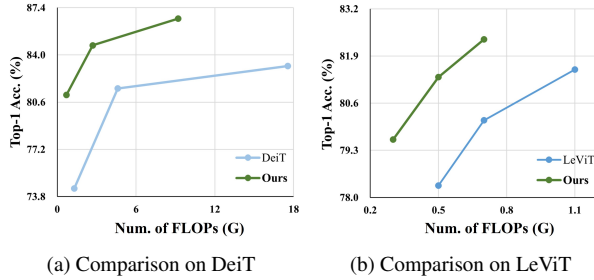 87.4
84.0
80.6
77.2
73.8
Top-1 Acc. (%)
0
6
12
18
Num. of FLOPs (G)
DeiT
Ours
(a) Comparison on DeiT
83.2
81.9
80.6
79.3
78.0
Top-1 Acc. (%)
0.2
0.5
0.8
1.1
Num. of FLOPs (G)
LeViT
Ours
(b) Comparison on LeViT